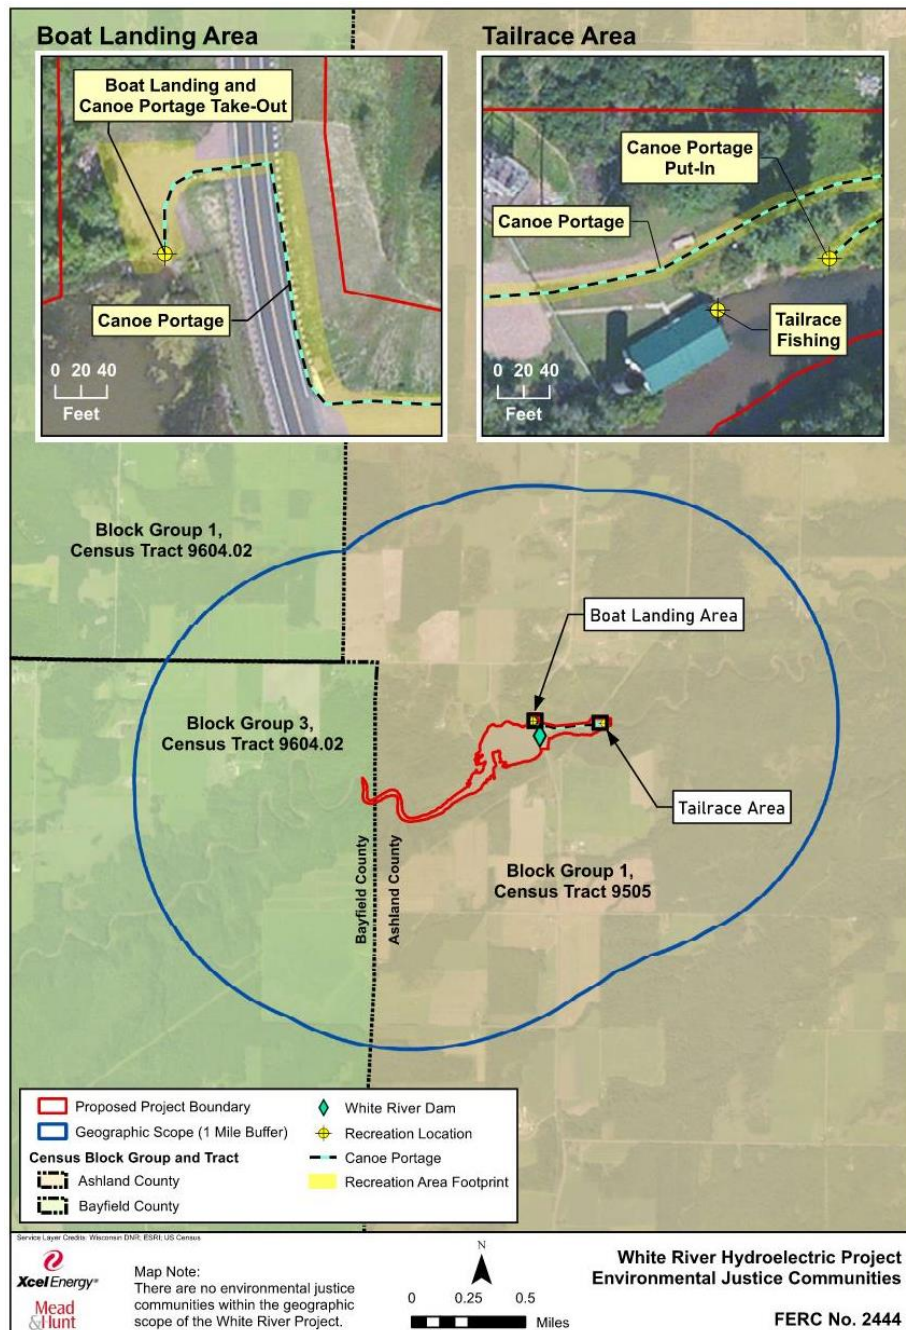 Boat Landing Area
Boat Landing and
Canoe Portage Take-Out
Canoe Portage
0 20 40
Feet
Tailrace Area
Canoe Portage
Put-In
Canoe Portage
Tailrace
Fishing
0 20 40
Feet
Block Group 1,
Census Tract 9604.02
Boat Landing Area
Block Group 3,
Census Tract 9604.02
Tailrace Area
Block Group 1,
Census Tract 9505
Bayfield County
Ashland County
Proposed Project Boundary
Geographic Scope (1 Mile Buffer)
Census Block Group and Tract
Ashland County
Bayfield County
White River Dam
Recreation Location
Canoe Portage
Recreation Area Footprint
Service Layer Credits: Wisconsin DNR; ESRI; US Census
Xcel Energy®
Mead
&Hunt
Map Note:
There are no environmental justice
communities within the geographic
scope of the White River Project.
N
0 0.25 0.5
Miles
White River Hydroelectric Project
Environmental Justice Communities
FERC No. 2444